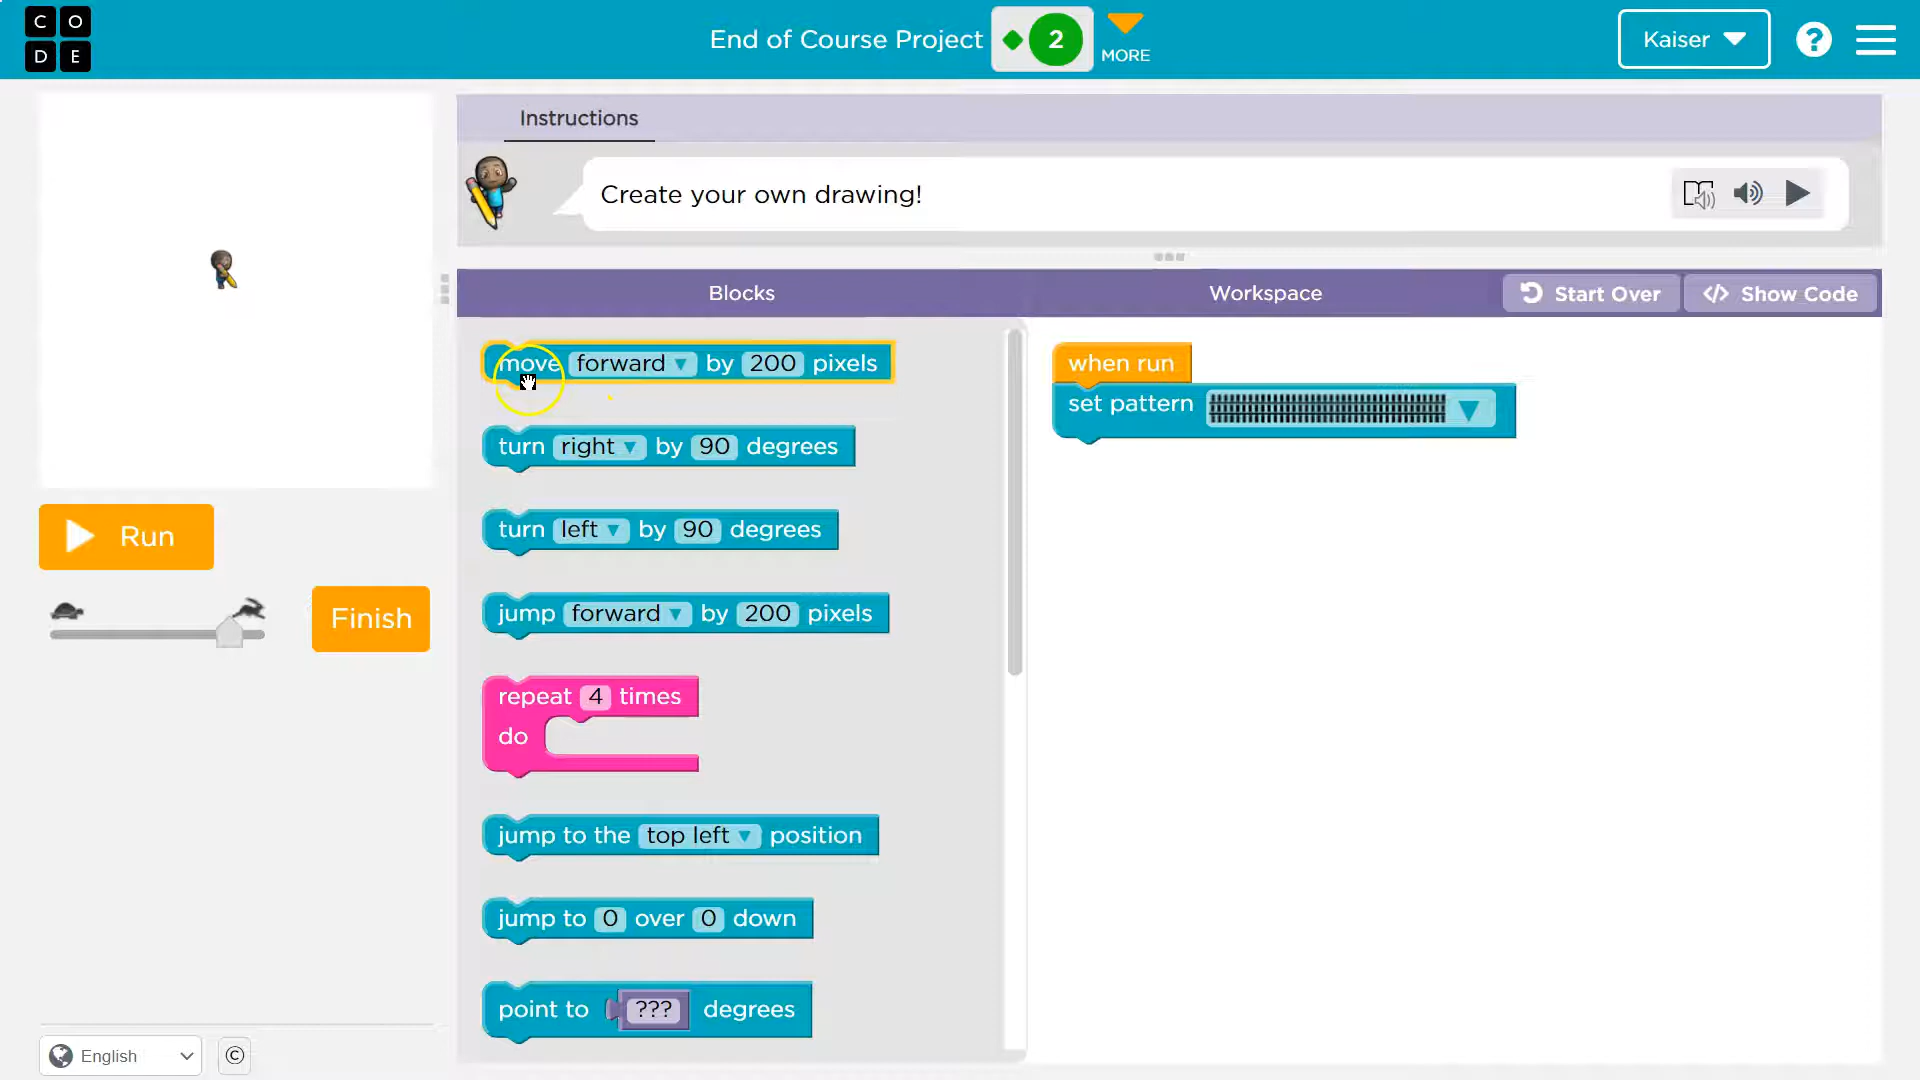 C O
D E
End of Course Project
2
MORE
Kaiser
?
Instructions
Create your own drawing!
Blocks
Workspace
Start Over
</> Show Code
move forward by 200 pixels
turn right by 90 degrees
turn left by 90 degrees
jump forward by 200 pixels
repeat 4 times
do
jump to the top left position
jump to 0 over 0 down
point to ??? degrees
when run
set pattern
Run
Finish
English
©